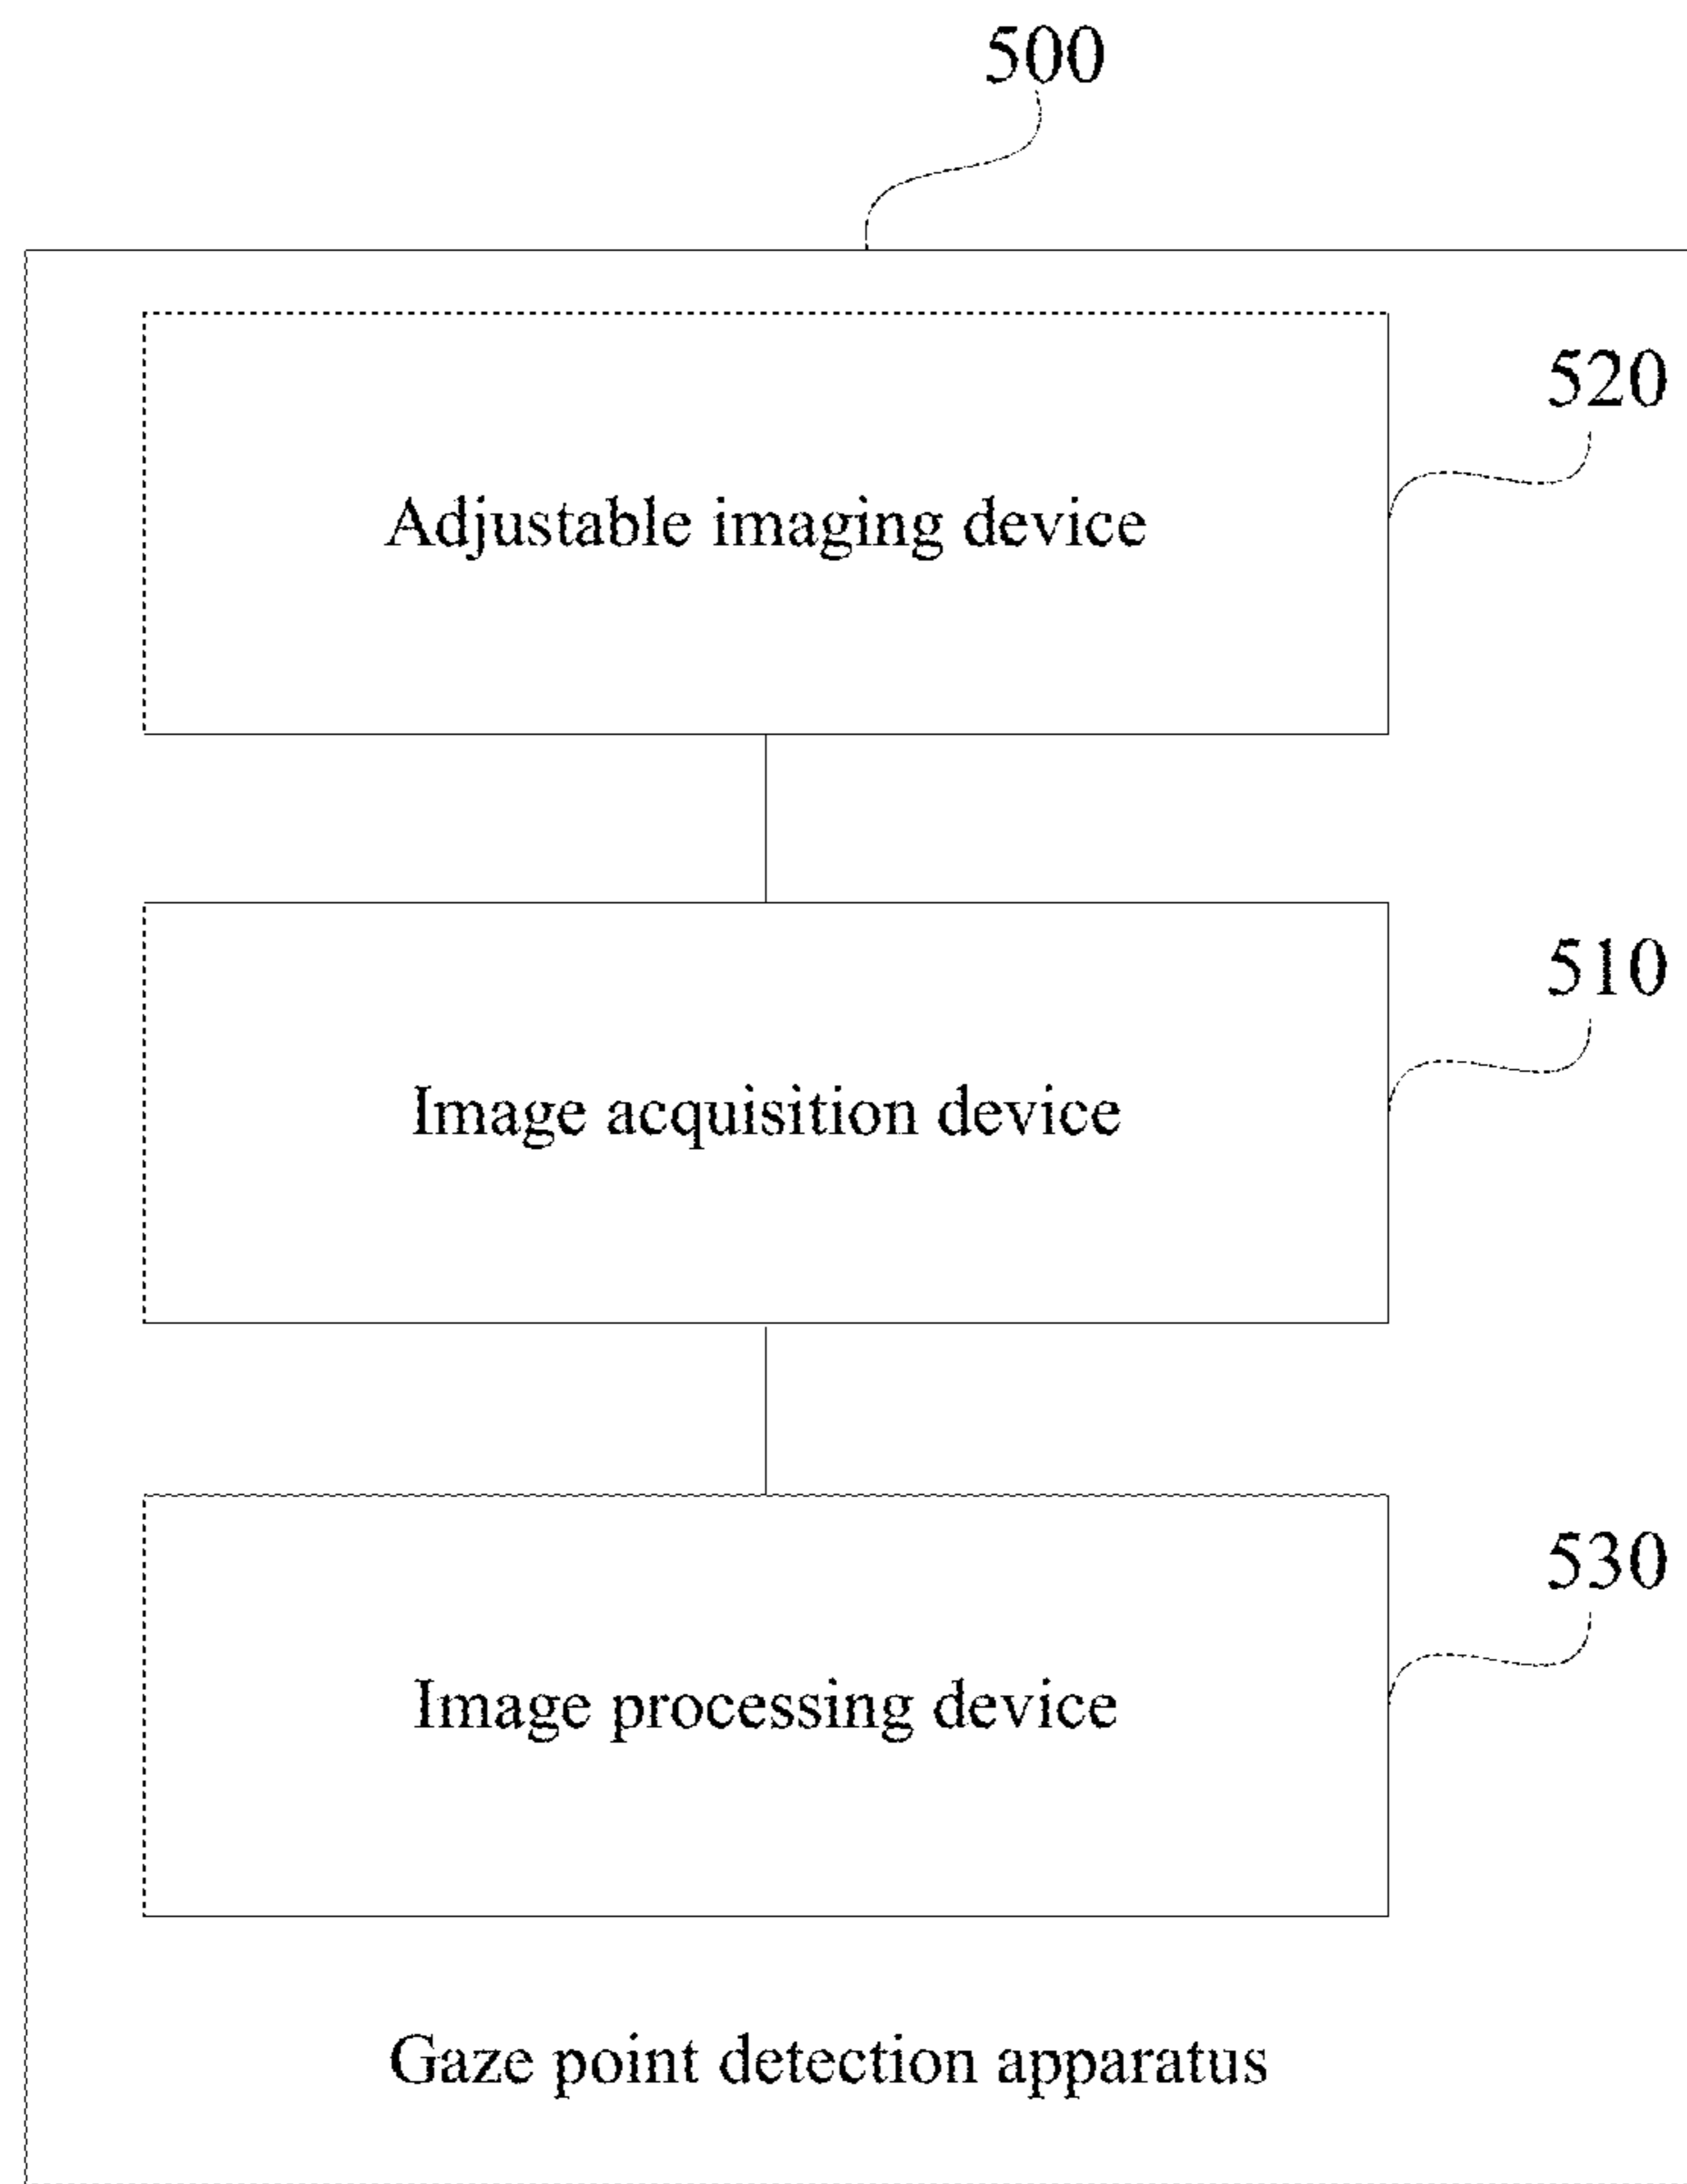 500
520
Adjustable imaging device
510
Image acquisition device
530
Image processing device
Gaze point detection apparatus